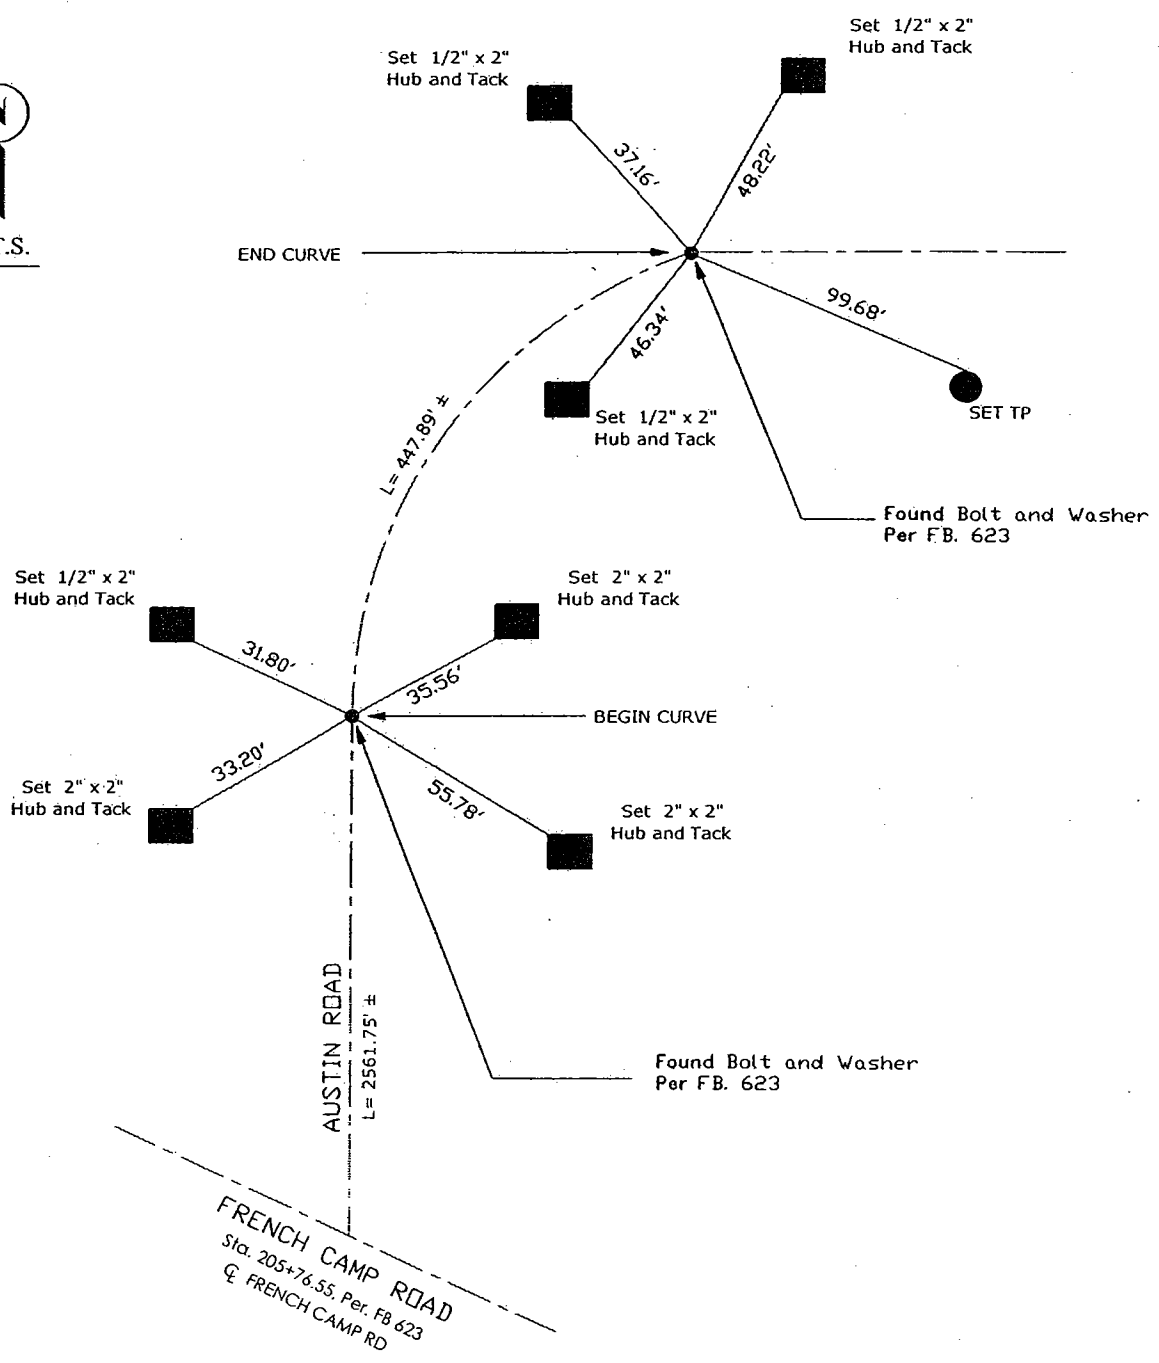 Set 1/2" x 2"
Hub and Tack
Set 1/2" x 2"
Hub and Tack
N
T.S.
37.16'
48.22'
END CURVE
99.68'
46.34'
SET TP
Set 1/2" x 2"
Hub and Tack
L= 447.89' ±
Found Bolt and Washer
Per FB. 623
Set 1/2" x 2"
Hub and Tack
Set 2" x 2"
Hub and Tack
31.80'
35.56'
BEGIN CURVE
33.20'
55.78'
Set 2" x 2"
Hub and Tack
Set 2" x 2"
Hub and Tack
AUSTIN ROAD
L= 2561.75' ±
Found Bolt and Washer
Per FB. 623
FRENCH CAMP ROAD
Sta. 205+76.55, Per. FB 623
℄ FRENCH CAMP RD